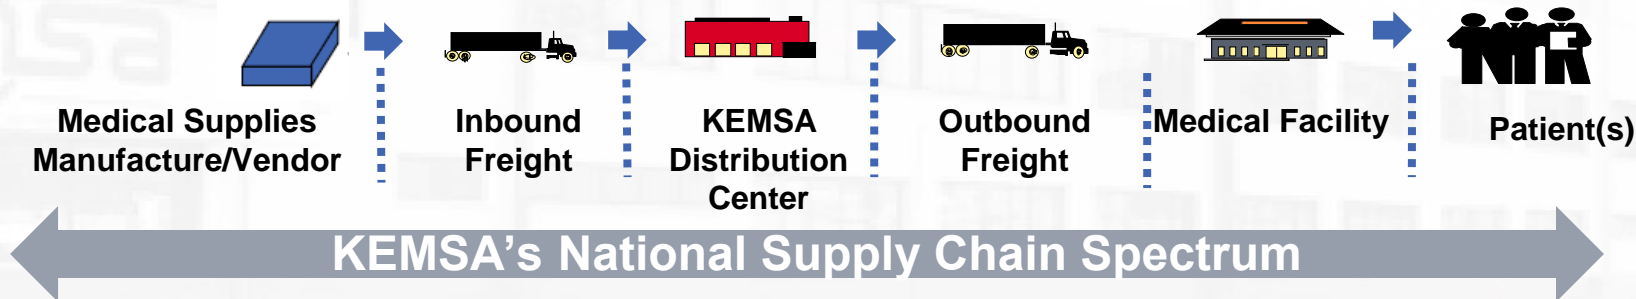 Medical Supplies
Manufacture/Vendor
Inbound
Freight
KEMSA
Distribution
Center
Outbound
Freight
Medical Facility
Patient(s)
KEMSA’s National Supply Chain Spectrum